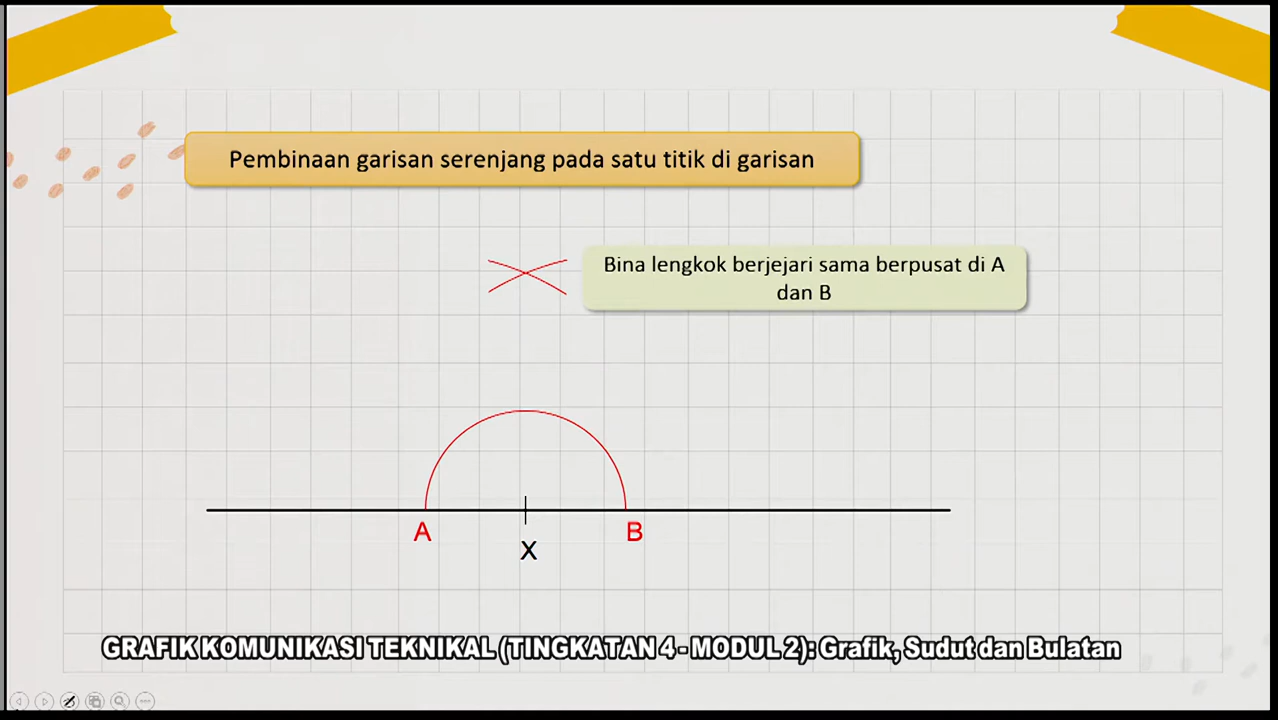 Pembinaan garisan serenjang pada satu titik di garisan
Bina lengkok berjejari sama berpusat di A
dan B
A
B
X
GRAFIK KOMUNIKASI TEKNIKAL (TINGKATAN 4 - MODUL 2): Grafik, Sudut dan Bulatan